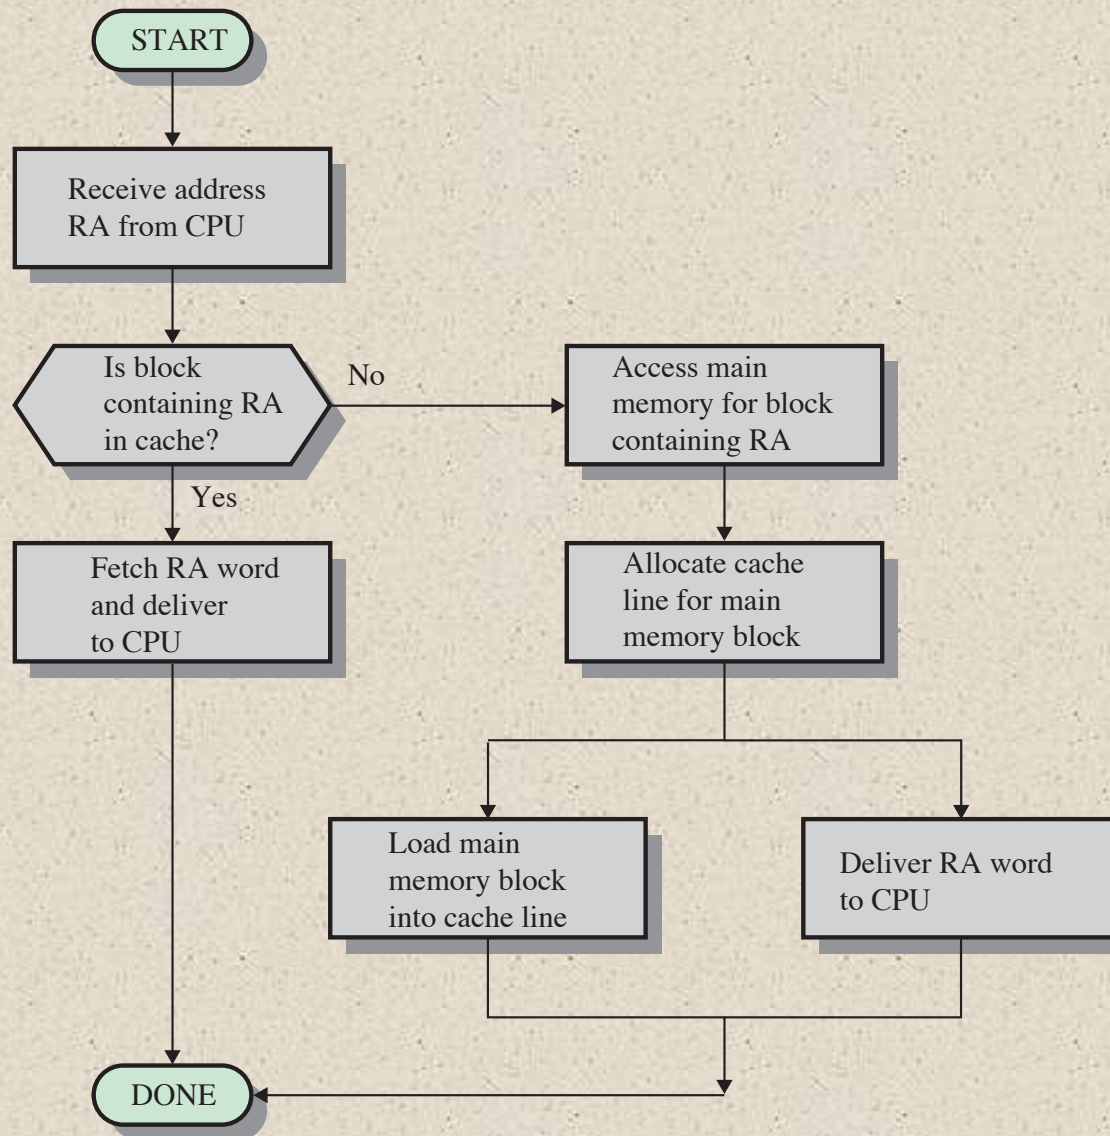 START
Receive address
RA from CPU
Is block
containing RA
in cache?
No
Access main
memory for block
containing RA
Yes
Fetch RA word
and deliver
to CPU
Allocate cache
line for main
memory block
Load main
memory block
into cache line
Deliver RA word
to CPU
DONE